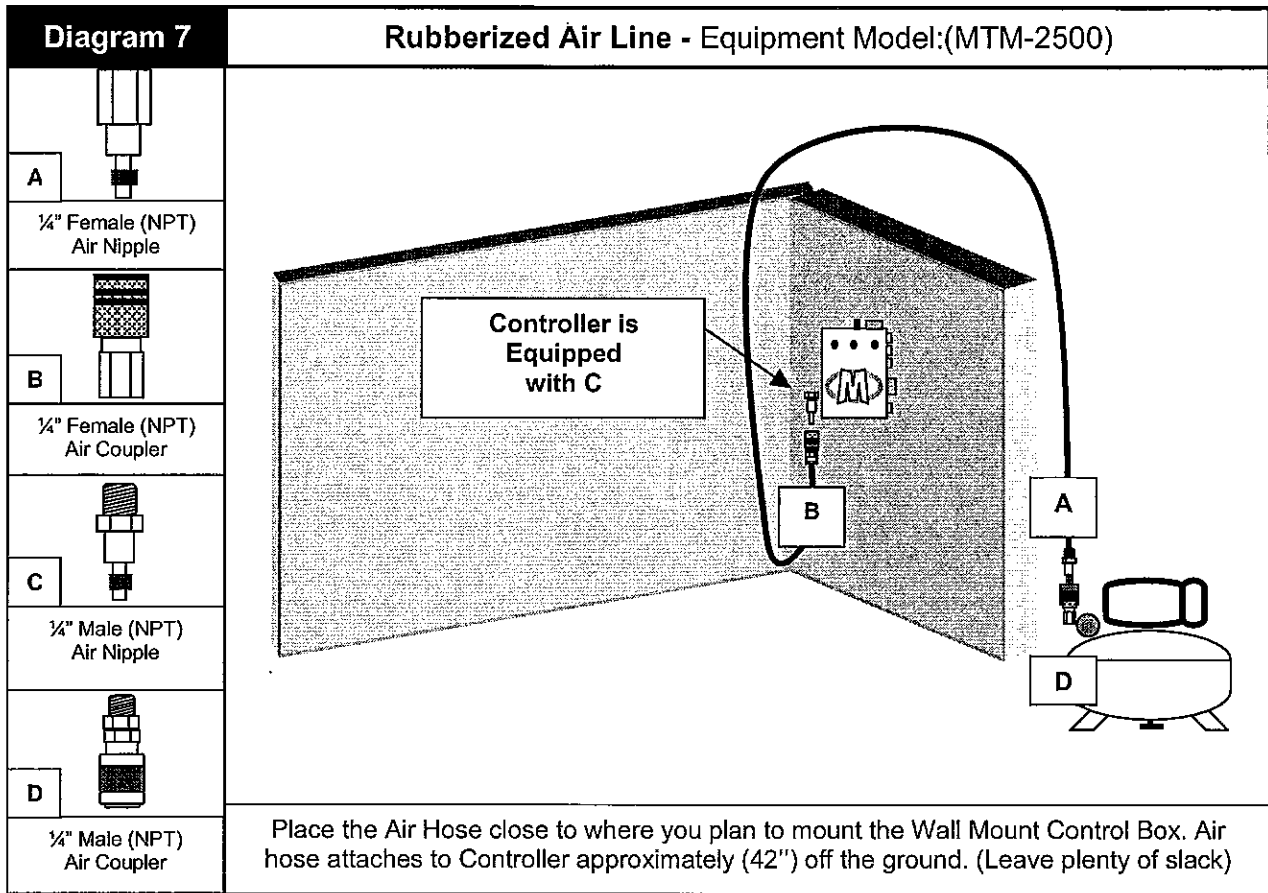 Diagram 7
Rubberized Air Line - Equipment Model:(MTM-2500)
A
¼" Female (NPT)
Air Nipple
B
¼" Female (NPT)
Air Coupler
C
¼" Male (NPT)
Air Nipple
D
¼" Male (NPT)
Air Coupler
Controller is
Equipped
with C
M
B
A
D
Place the Air Hose close to where you plan to mount the Wall Mount Control Box. Air
hose attaches to Controller approximately (42") off the ground. (Leave plenty of slack)